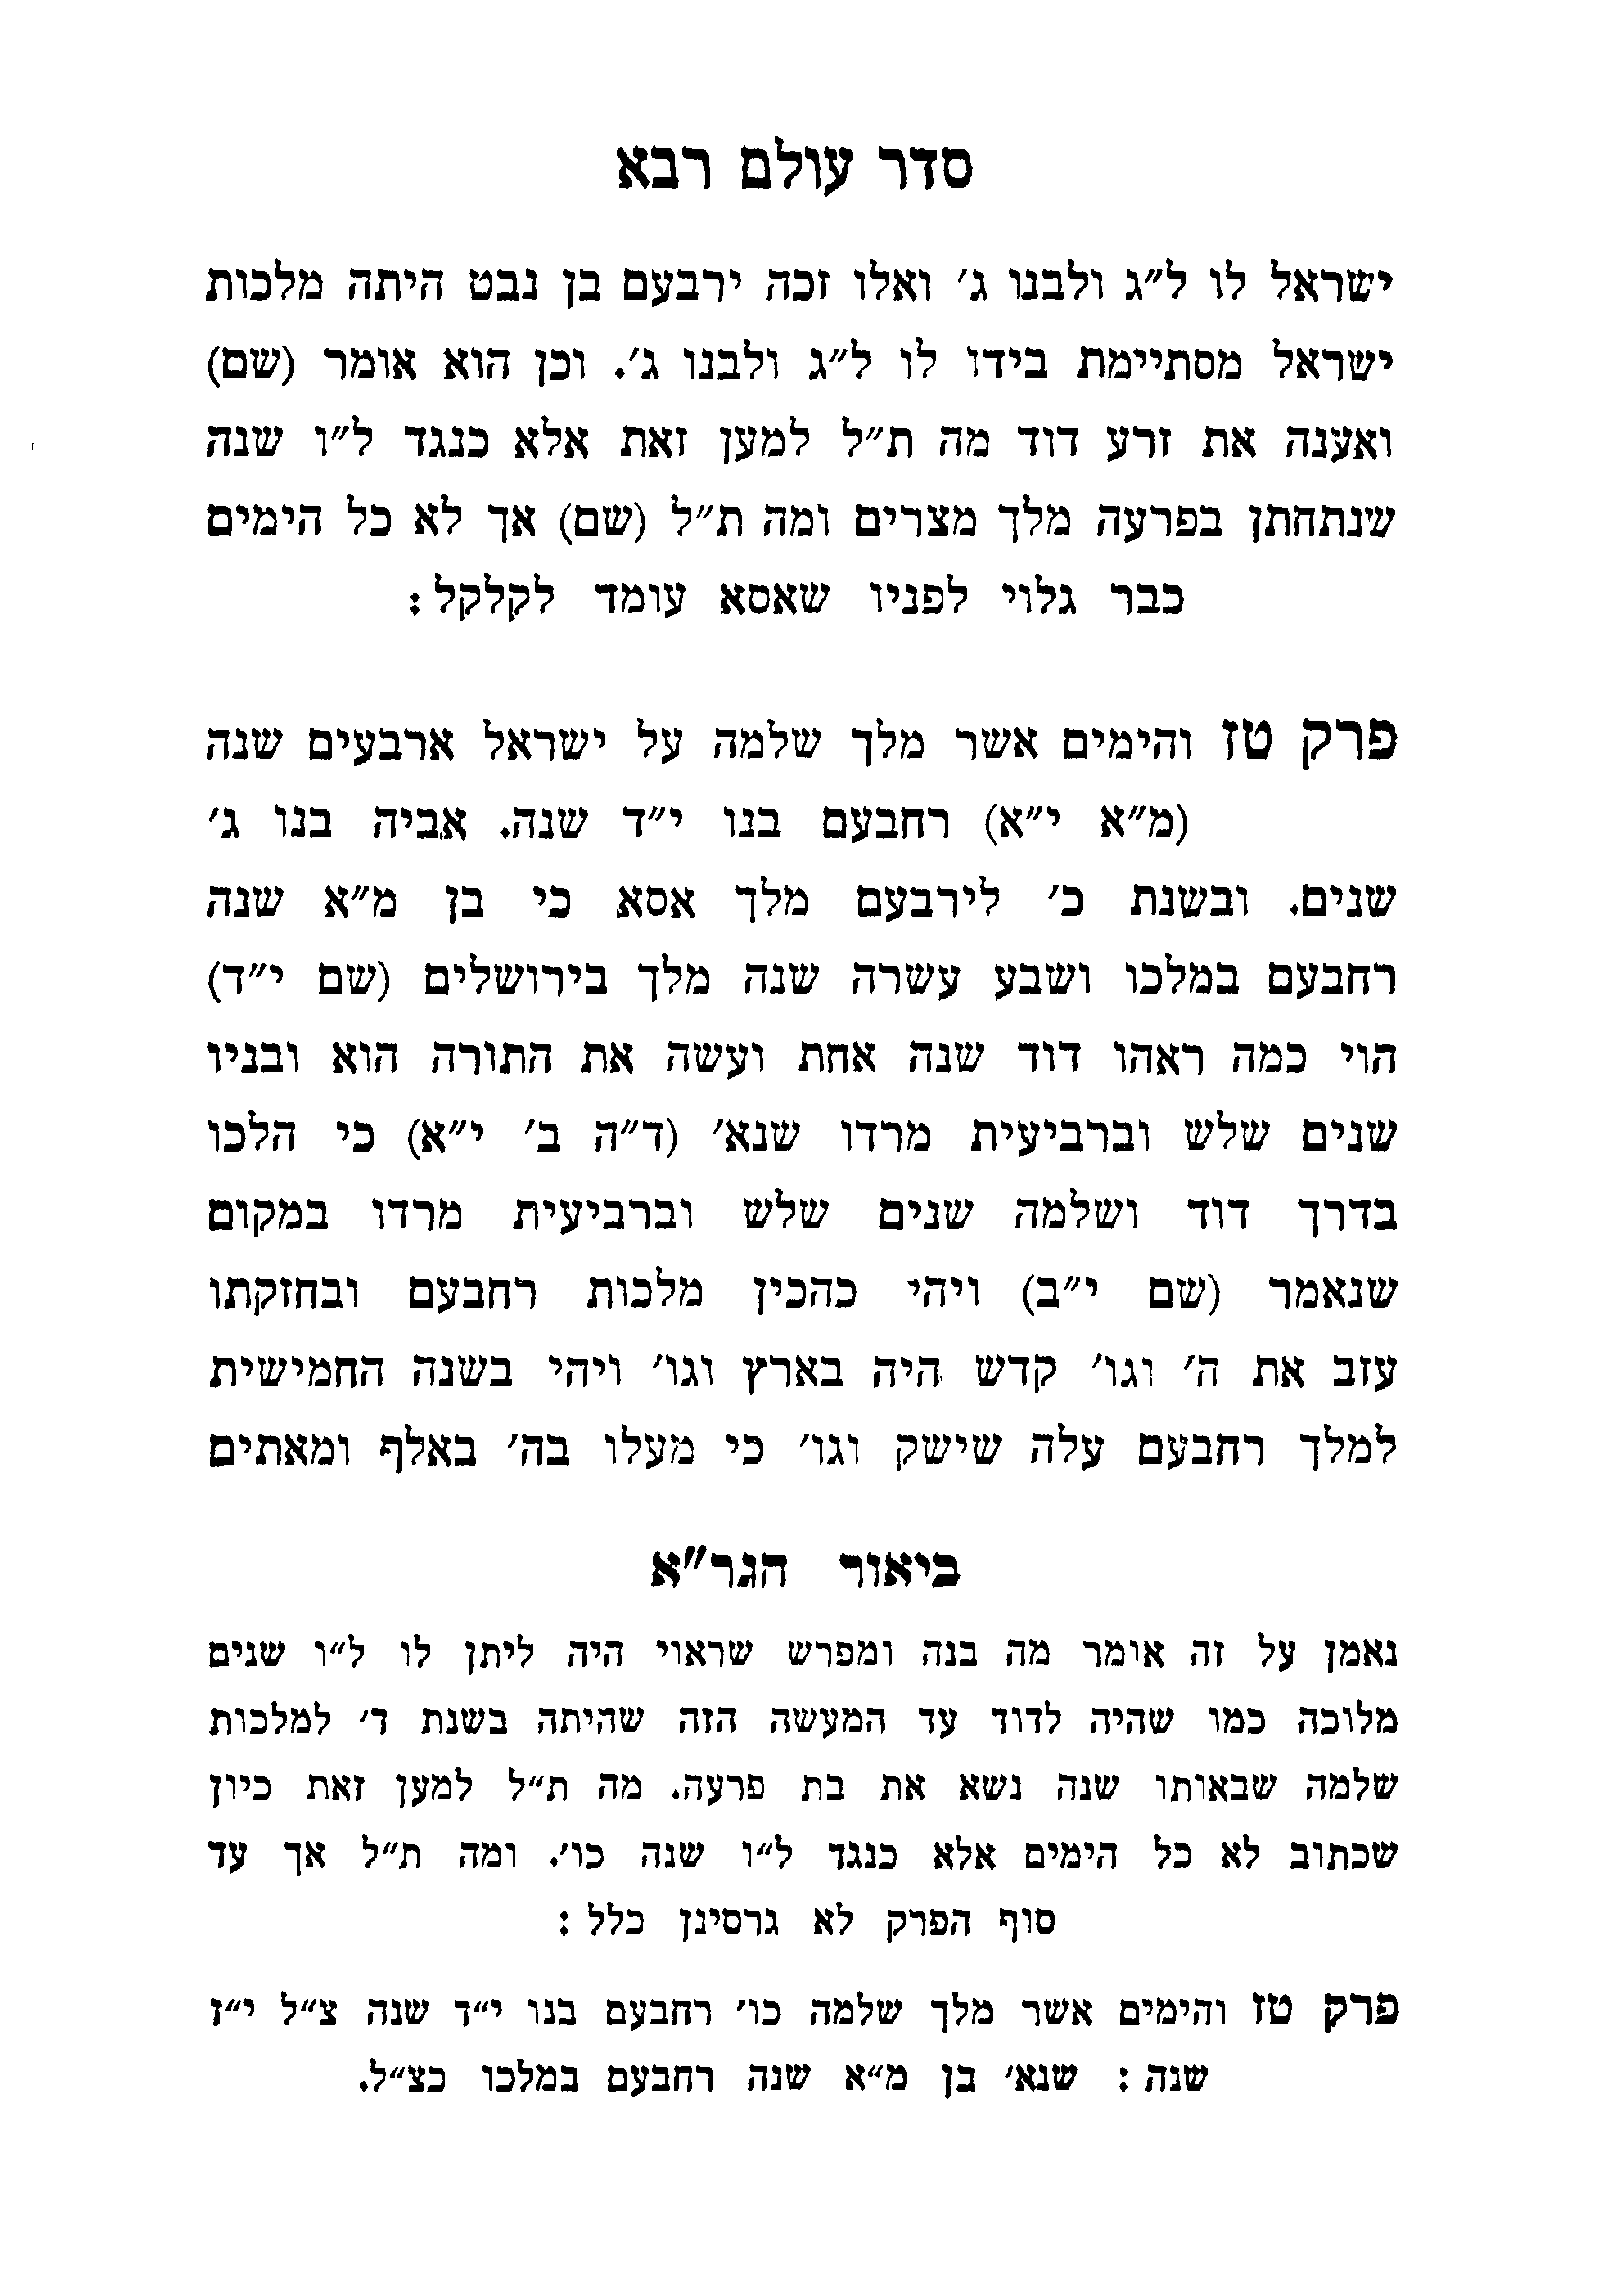 סדר עולם רבא
ישראל לו ל״ג ולבנו ג׳ ואלו זכה ירבעם בן נבט היתה מלכות
ישראל מסתיימת בידו לו ל״ג ולבנו ג׳. וכן הוא אומר (שם)
ואענה את זרע דוד מה ת״ל למען זאת אלא כנגד ל״ו שנה
שנתחתן בפרעה מלך מצרים ומה ת״ל (שם) אך לא כל הימים
כבר גלוי לפניו שאסא עומד לקלקל :
פרק טז והימים אשר מלך שלמה על ישראל ארבעים שנה
(מ״א י״א) רחבעם בנו י״ד שנה. אביה בנו ג׳
שנים. ובשנת כ׳ לירבעם מלך אסא כי בן מ״א שנה
רחבעם במלכו ושבע עשרה שנה מלך בירושלים (שם י״ד)
הוי כמה ראהו דוד שנה אחת ועשה את התורה הוא ובניו
שנים שלש וברביעית מרדו שנא׳ (ד״ה ב׳ י״א) כי הלכו
בדרך דוד ושלמה שנים שלש וברביעית מרדו במקום
שנאמר (שם י״ב) ויהי כהכין מלכות רחבעם ובחזקתו
עזב את ה׳ וגו׳ קדש היה בארץ וגו׳ ויהי בשנה החמישית
למלך רחבעם עלה שישק וגו׳ כי מעלו בה׳ באלף ומאתים
ביאור הגר״א
נאמן על זה אומר מה בנה ומפרש שראוי היה ליתן לו ל״ו שנים
מלוכה כמו שהיה לדוד עד המעשה הזה שהיתה בשנת ד׳ למלכות
שלמה שבאותו שנה נשא את בת פרעה. מה ת״ל למען זאת כיון
שכתוב לא כל הימים אלא כנגד ל״ו שנה כו׳. ומה ת״ל אך עד
סוף הפרק לא גרסינן כלל :
פרק טז והימים אשר מלך שלמה כו׳ רחבעם בנו י״ד שנה צ״ל י״ז
שנה : שנא׳ בן מ״א שנה רחבעם במלכו כצ״ל.